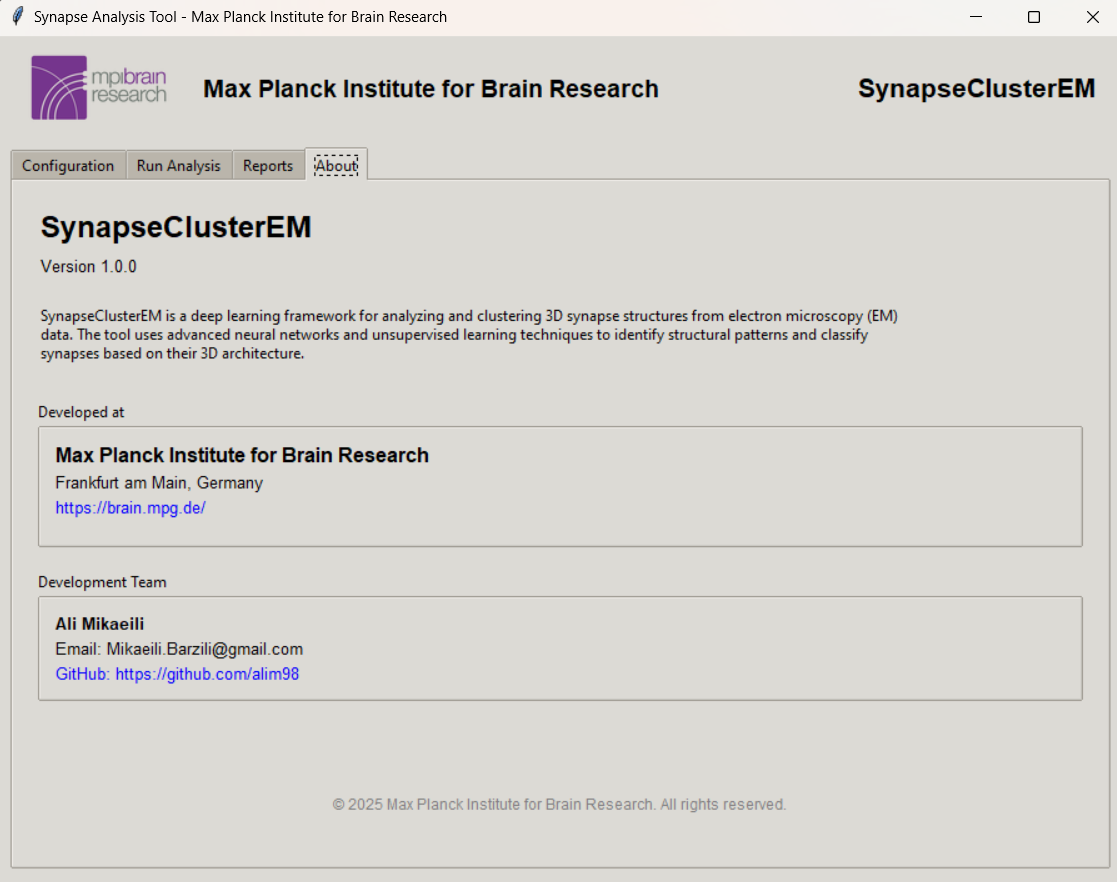 Synapse Analysis Tool - Max Planck Institute for Brain Research
mpibrain
research
Max Planck Institute for Brain Research
SynapseClusterEM
Configuration
Run Analysis
Reports
About
SynapseClusterEM
Version 1.0.0
SynapseClusterEM is a deep learning framework for analyzing and clustering 3D synapse structures from electron microscopy (EM)
data. The tool uses advanced neural networks and unsupervised learning techniques to identify structural patterns and classify
synapses based on their 3D architecture.
Developed at
Max Planck Institute for Brain Research
Frankfurt am Main, Germany
https://brain.mpg.de/
Development Team
Ali Mikaeili
Email: Mikaeili.Barzili@gmail.com
GitHub: https://github.com/alim98
© 2025 Max Planck Institute for Brain Research. All rights reserved.